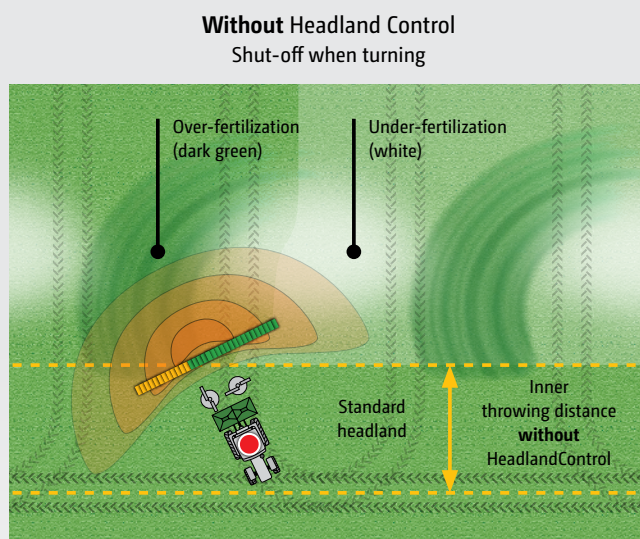 Without Headland Control
Shut-off when turning
Over-fertilization
(dark green)
Under-fertilization
(white)
Standard
headland
Inner
throwing distance
without
HeadlandControl